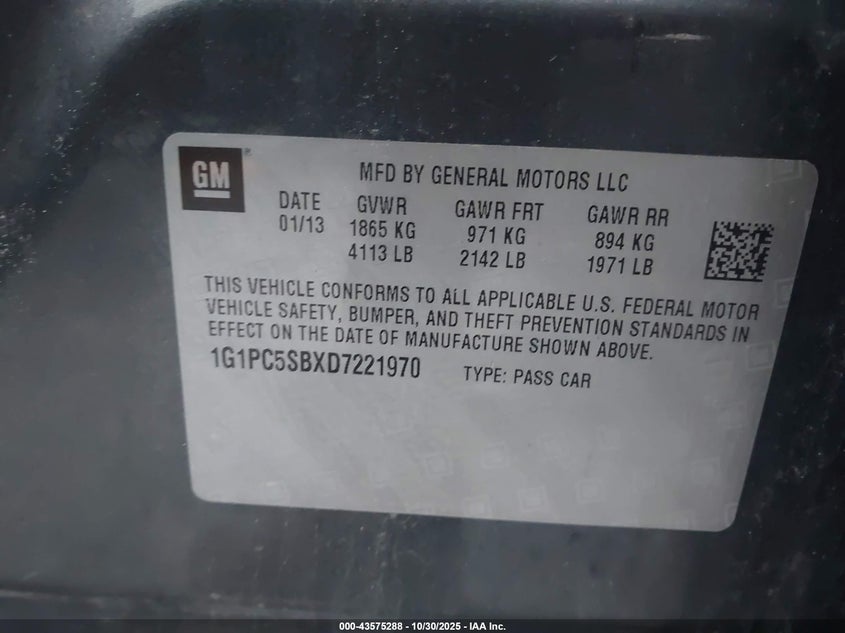 GM
MFD BY GENERAL MOTORS LLC
DATE GVWR GAWR FRT GAWR RR
01/13 1865 KG 971 KG 894 KG
4113 LB 2142 LB 1971 LB
THIS VEHICLE CONFORMS TO ALL APPLICABLE U.S. FEDERAL MOTOR
VEHICLE SAFETY, BUMPER, AND THEFT PREVENTION STANDARDS IN
EFFECT ON THE DATE OF MANUFACTURE SHOWN ABOVE.
1G1PC5SBXD7221970 TYPE: PASS CAR
000-43575288 - 10/30/2025 - IAA Inc.